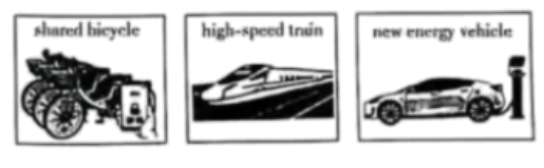 shared bicycle
high-speed train
new energy vehicle